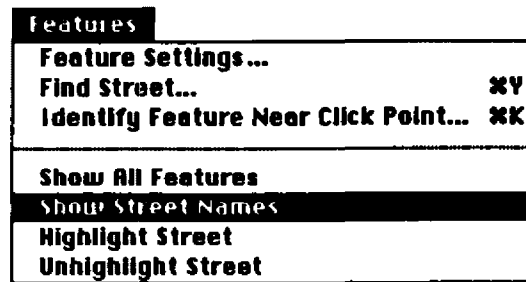 Features
Feature Settings...
Find Street... ⌘Y
Identify Feature Near Click Point... ⌘K
Show All Features
Show Street Names
Highlight Street
Unhighlight Street